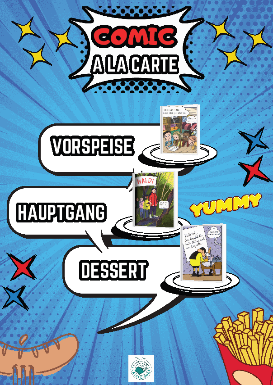 COMIC
A LA CARTE
VORSPEISE
HAUPTGANG
YUMMY
DESSERT